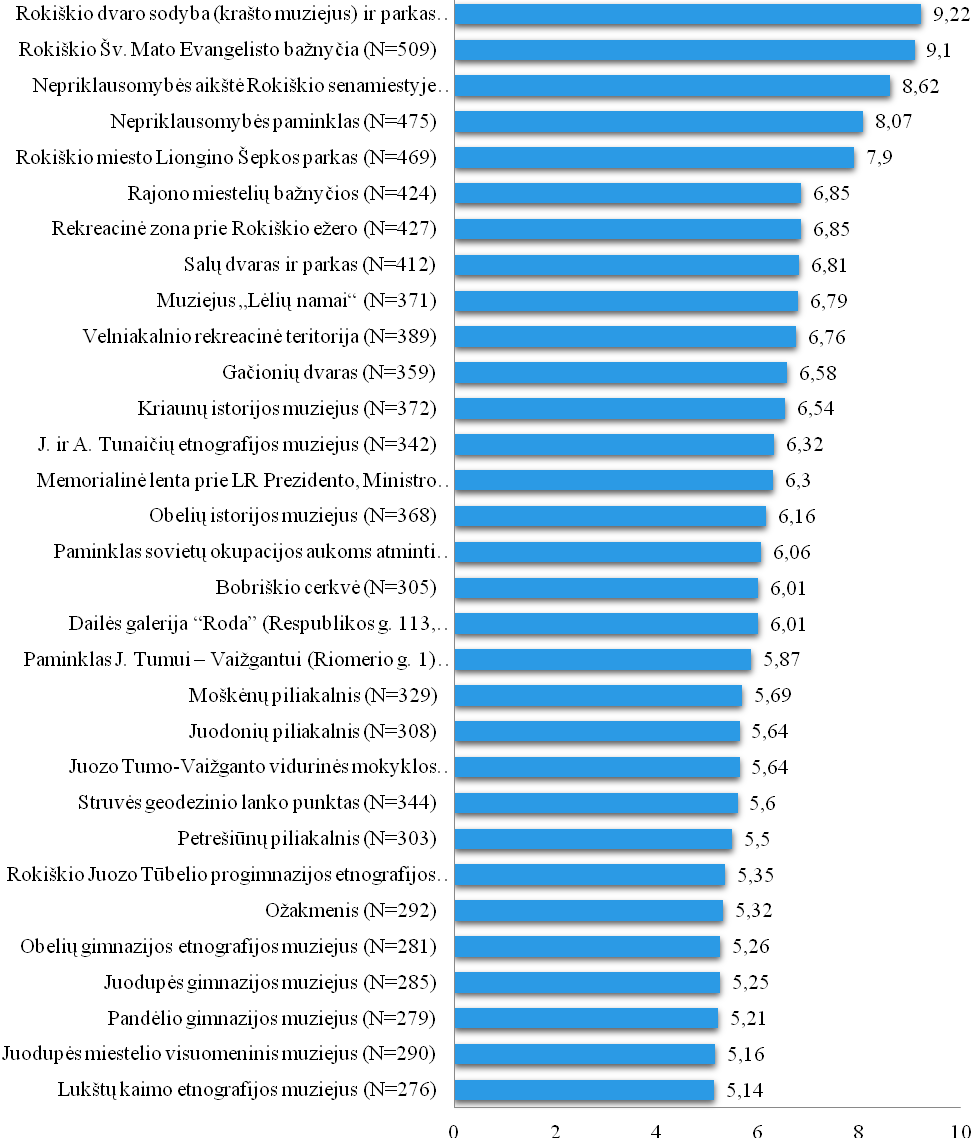 Rokiškio dvaro sodyba (krašto muziejus) ir parkas.. 9,22
Rokiškio Šv. Mato Evangelisto bažnyčia (N=509) 9,1
Nepriklausomybės aikštė Rokiškio senamiestyje.. 8,62
Nepriklausomybės paminklas (N=475) 8,07
Rokiškio miesto Liongino Šepkos parkas (N=469) 7,9
Rajono miestelių bažnyčios (N=424) 6,85
Rekreacinė zona prie Rokiškio ežero (N=427) 6,85
Salų dvaras ir parkas (N=412) 6,81
Muziejus „Lėlių namai“ (N=371) 6,79
Velniakalnio rekreacinė teritorija (N=389) 6,76
Gačionių dvaras (N=359) 6,58
Kriaunų istorijos muziejus (N=372) 6,54
J. ir A. Tunaičių etnografijos muziejus (N=342) 6,32
Memorialinė lenta prie LR Prezidento, Ministro.. 6,3
Obelių istorijos muziejus (N=368) 6,16
Paminklas sovietų okupacijos aukoms atminti.. 6,06
Bobriškio cerkvė (N=305) 6,01
Dailės galerija “Roda” (Respublikos g. 113,.. 6,01
Paminklas J. Tumui – Vaižgantui (Riomerio g. 1).. 5,87
Moškėnų piliakalnis (N=329) 5,69
Juodonių piliakalnis (N=308) 5,64
Juozo Tumo-Vaižganto vidurinės mokyklos.. 5,64
Struvės geodezinio lanko punktas (N=344) 5,6
Petrešiūnų piliakalnis (N=303) 5,5
Rokiškio Juozo Tūbelio progimnazijos etnografijos.. 5,35
Ožakmenis (N=292) 5,32
Obelių gimnazijos etnografijos muziejus (N=281) 5,26
Juodupės gimnazijos muziejus (N=285) 5,25
Pandėlio gimnazijos muziejus (N=279) 5,21
Juodupės miestelio visuomeninis muziejus (N=290) 5,16
Lukštų kaimo etnografijos muziejus (N=276) 5,14
0 2 4 6 8 10